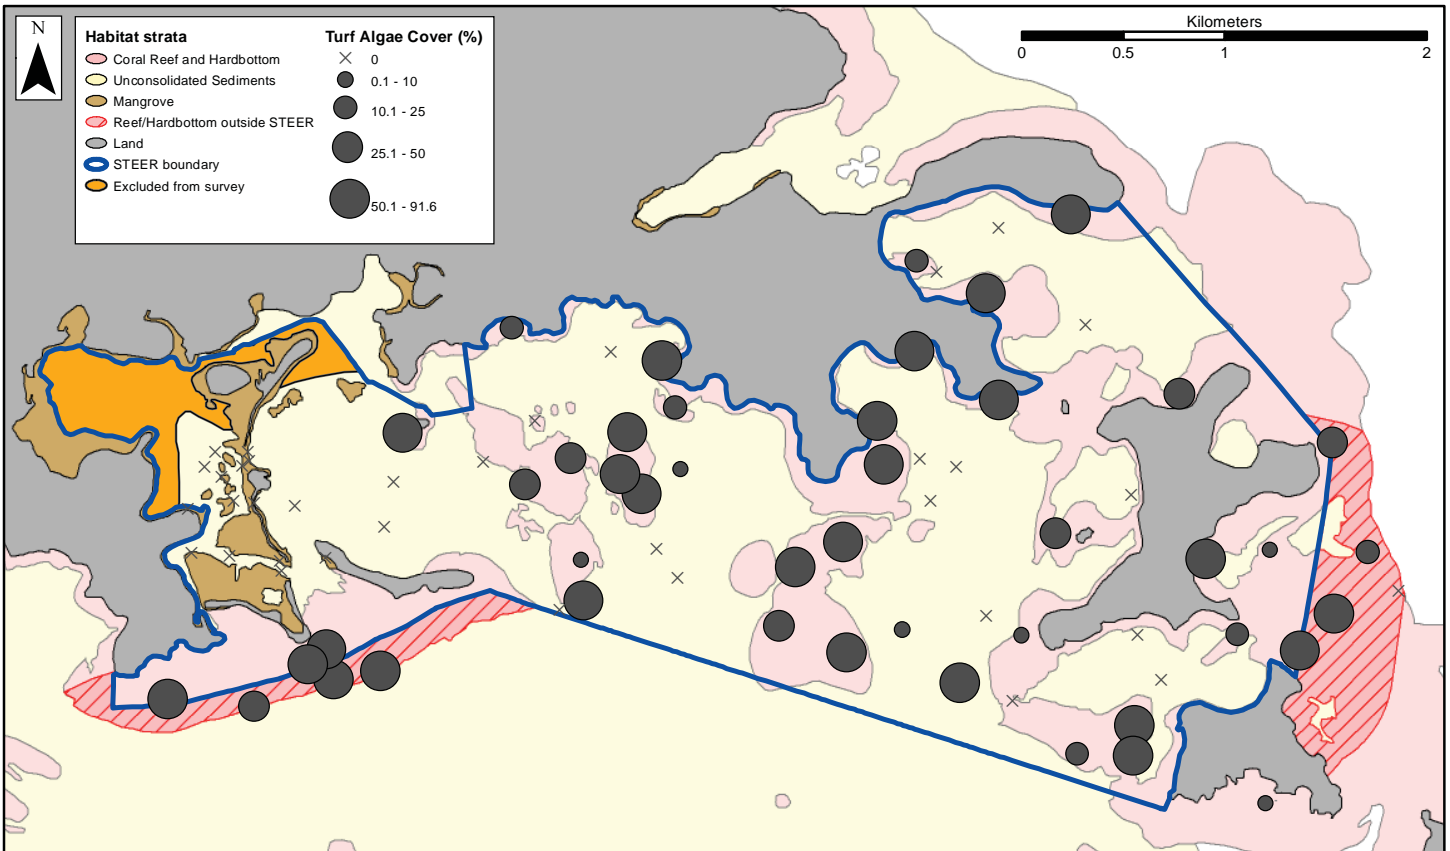 N
Habitat strata
Coral Reef and Hardbottom
Unconsolidated Sediments
Mangrove
Reef/Hardbottom outside STEER
Land
STEER boundary
Excluded from survey
Turf Algae Cover (%)
0
0.1 - 10
10.1 - 25
25.1 - 50
50.1 - 91.6
Kilometers
0 0.5 1 2